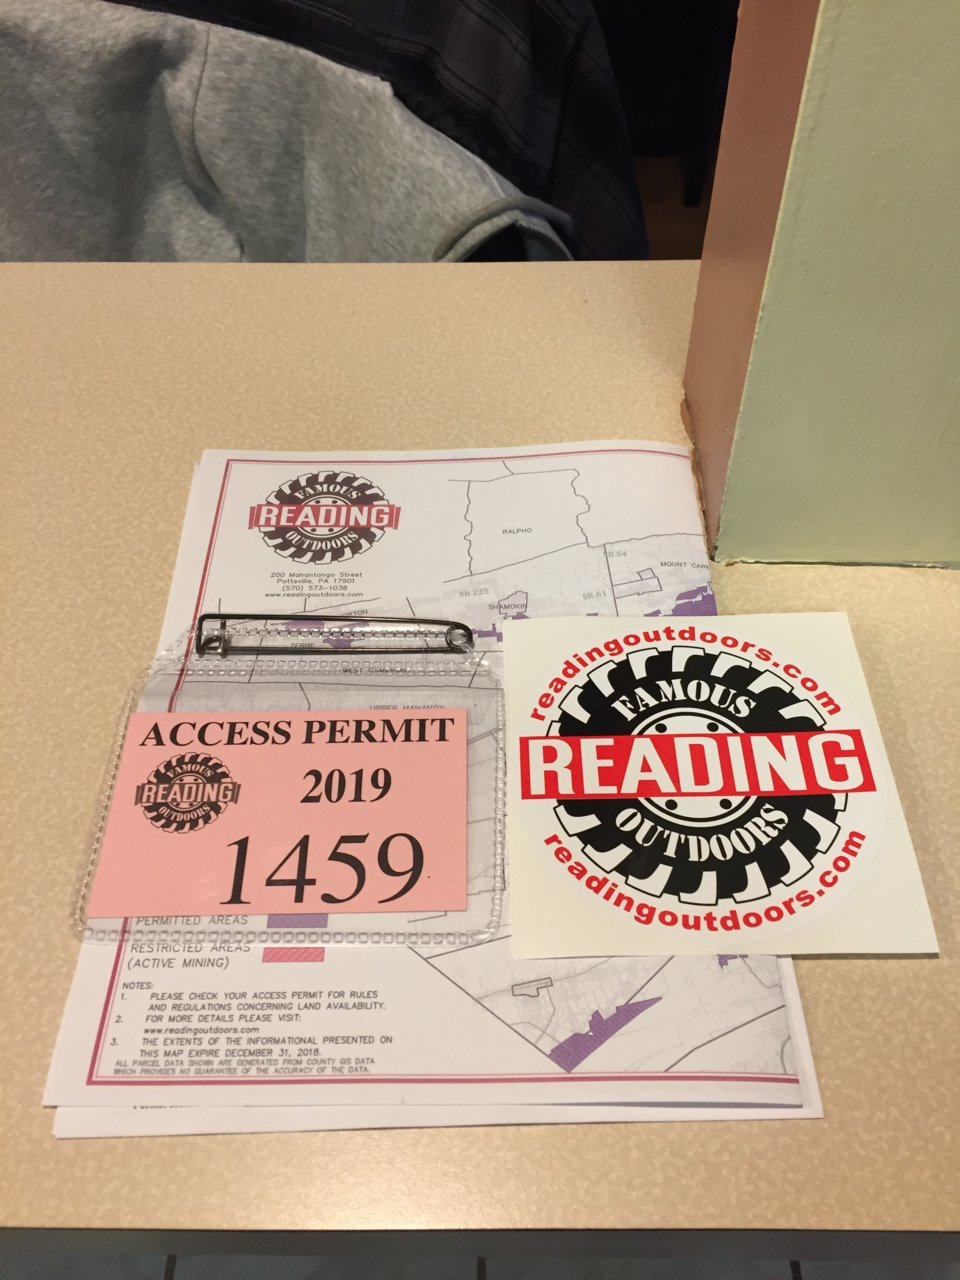 FAMOUS
READING
OUTDOORS
200 Mahantongo Street
Pottsville, PA 17901
(570) 573-1038
www.readingoutdoors.com
RALPHO
SR 54
MOUNT CARM
SR 225
SHAMOKIN
SR 61
ZERBE
WEST CAMERON
UPPER MAHANOY
ACCESS PERMIT
FAMOUS
READING
OUTDOORS
2019
1459
PERMITTED AREAS
RESTRICTED AREAS
(ACTIVE MINING)
NOTES:
1. PLEASE CHECK YOUR ACCESS PERMIT FOR RULES
AND REGULATIONS CONCERNING LAND AVAILABILITY.
2. FOR MORE DETAILS PLEASE VISIT:
www.readingoutdoors.com
3. THE EXTENTS OF THE INFORMATIONAL PRESENTED ON
THIS MAP EXPIRE DECEMBER 31, 2018.
ALL PARCEL DATA SHOWN ARE GENERATED FROM COUNTY GIS DATA
WHICH PROVIDES NO GUARANTEE OF THE ACCURACY OF THE DATA.
readingoutdoors.com
FAMOUS
READING
OUTDOORS
readingoutdoors.com